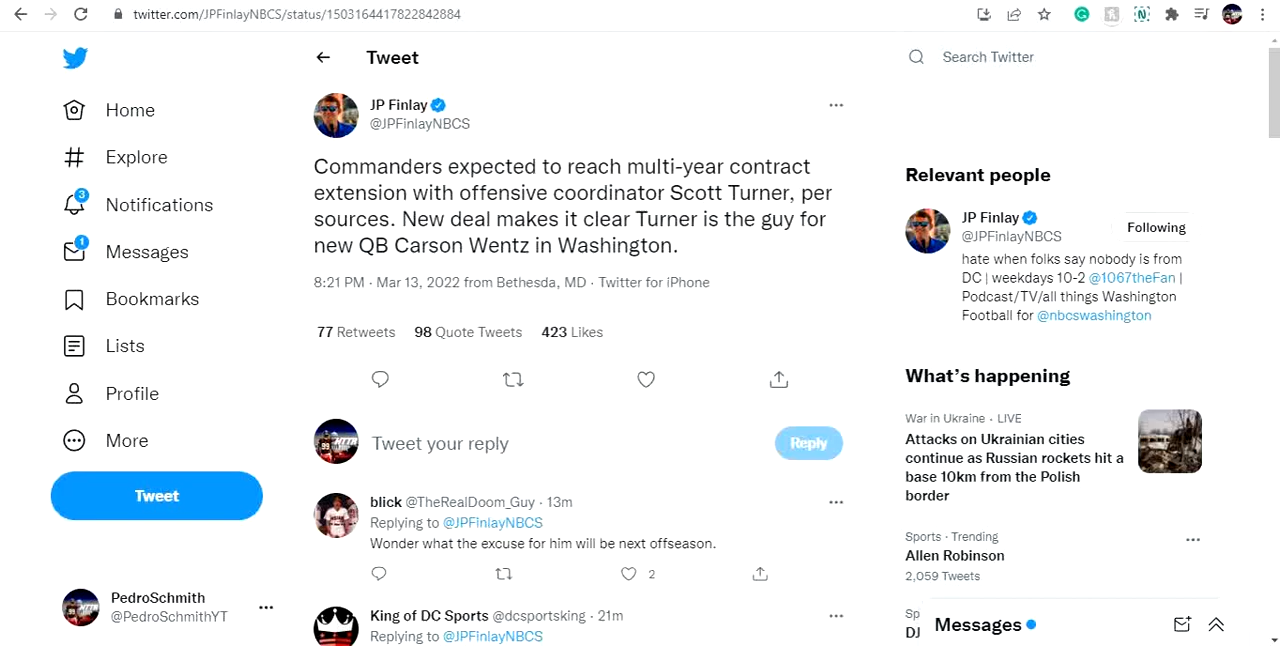 twitter.com/JPFinlayNBCS/status/1503164417822842884
Home
Explore
3
Notifications
1
Messages
Bookmarks
Lists
Profile
More
Tweet
PedroSchmith
@PedroSchmithYT
Tweet
JP Finlay
@JPFinlayNBCS
Commanders expected to reach multi-year contract
extension with offensive coordinator Scott Turner, per
sources. New deal makes it clear Turner is the guy for
new QB Carson Wentz in Washington.
8:21 PM · Mar 13, 2022 from Bethesda, MD · Twitter for iPhone
77 Retweets 98 Quote Tweets 423 Likes
Tweet your reply
Reply
blick @TheRealDoom_Guy · 13m
Replying to @JPFinlayNBCS
Wonder what the excuse for him will be next offseason.
2
King of DC Sports @dcsportsking · 21m
Replying to @JPFinlayNBCS
Search Twitter
Relevant people
JP Finlay
@JPFinlayNBCS
Following
hate when folks say nobody is from
DC | weekdays 10-2 @1067theFan |
Podcast/TV/all things Washington
Football for @nbcswashington
What's happening
War in Ukraine · LIVE
Attacks on Ukrainian cities
continue as Russian rockets hit a
base 10km from the Polish
border
Sports · Trending
Allen Robinson
2,059 Tweets
Sp
DJ
Messages